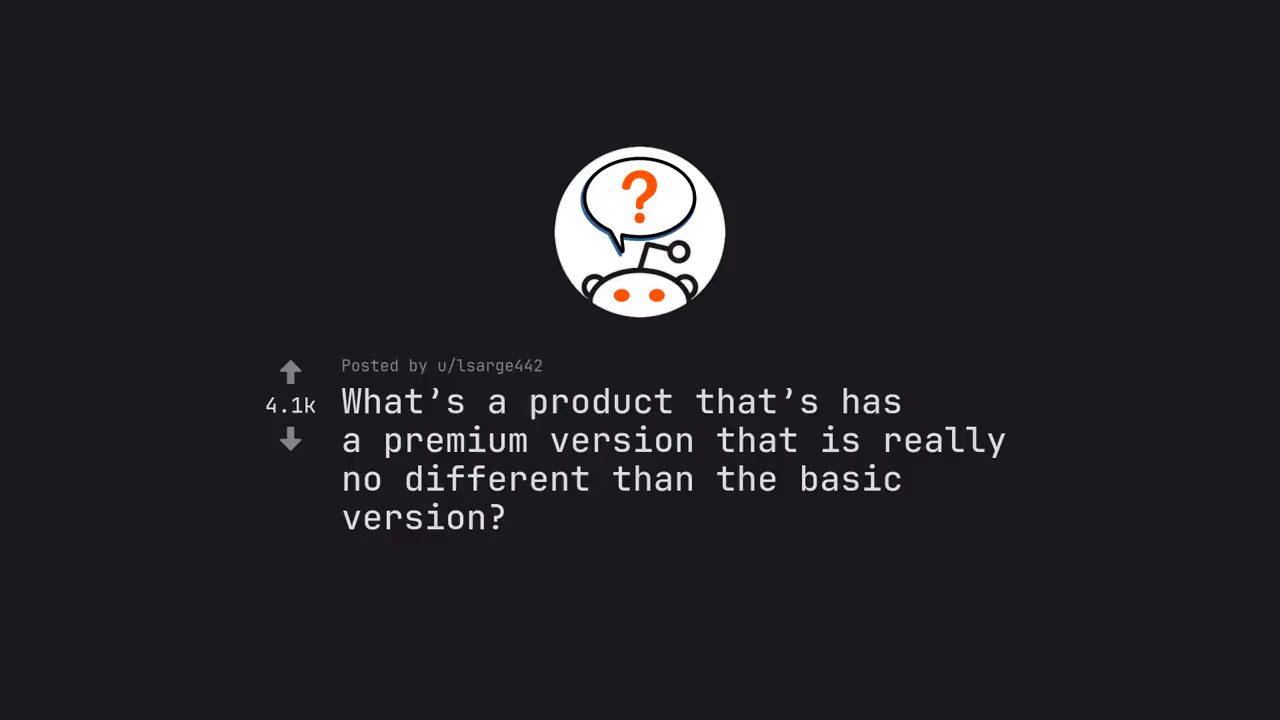 ?
Posted by u/lsarge442
4.1k
What’s a product that’s has
a premium version that is really
no different than the basic
version?